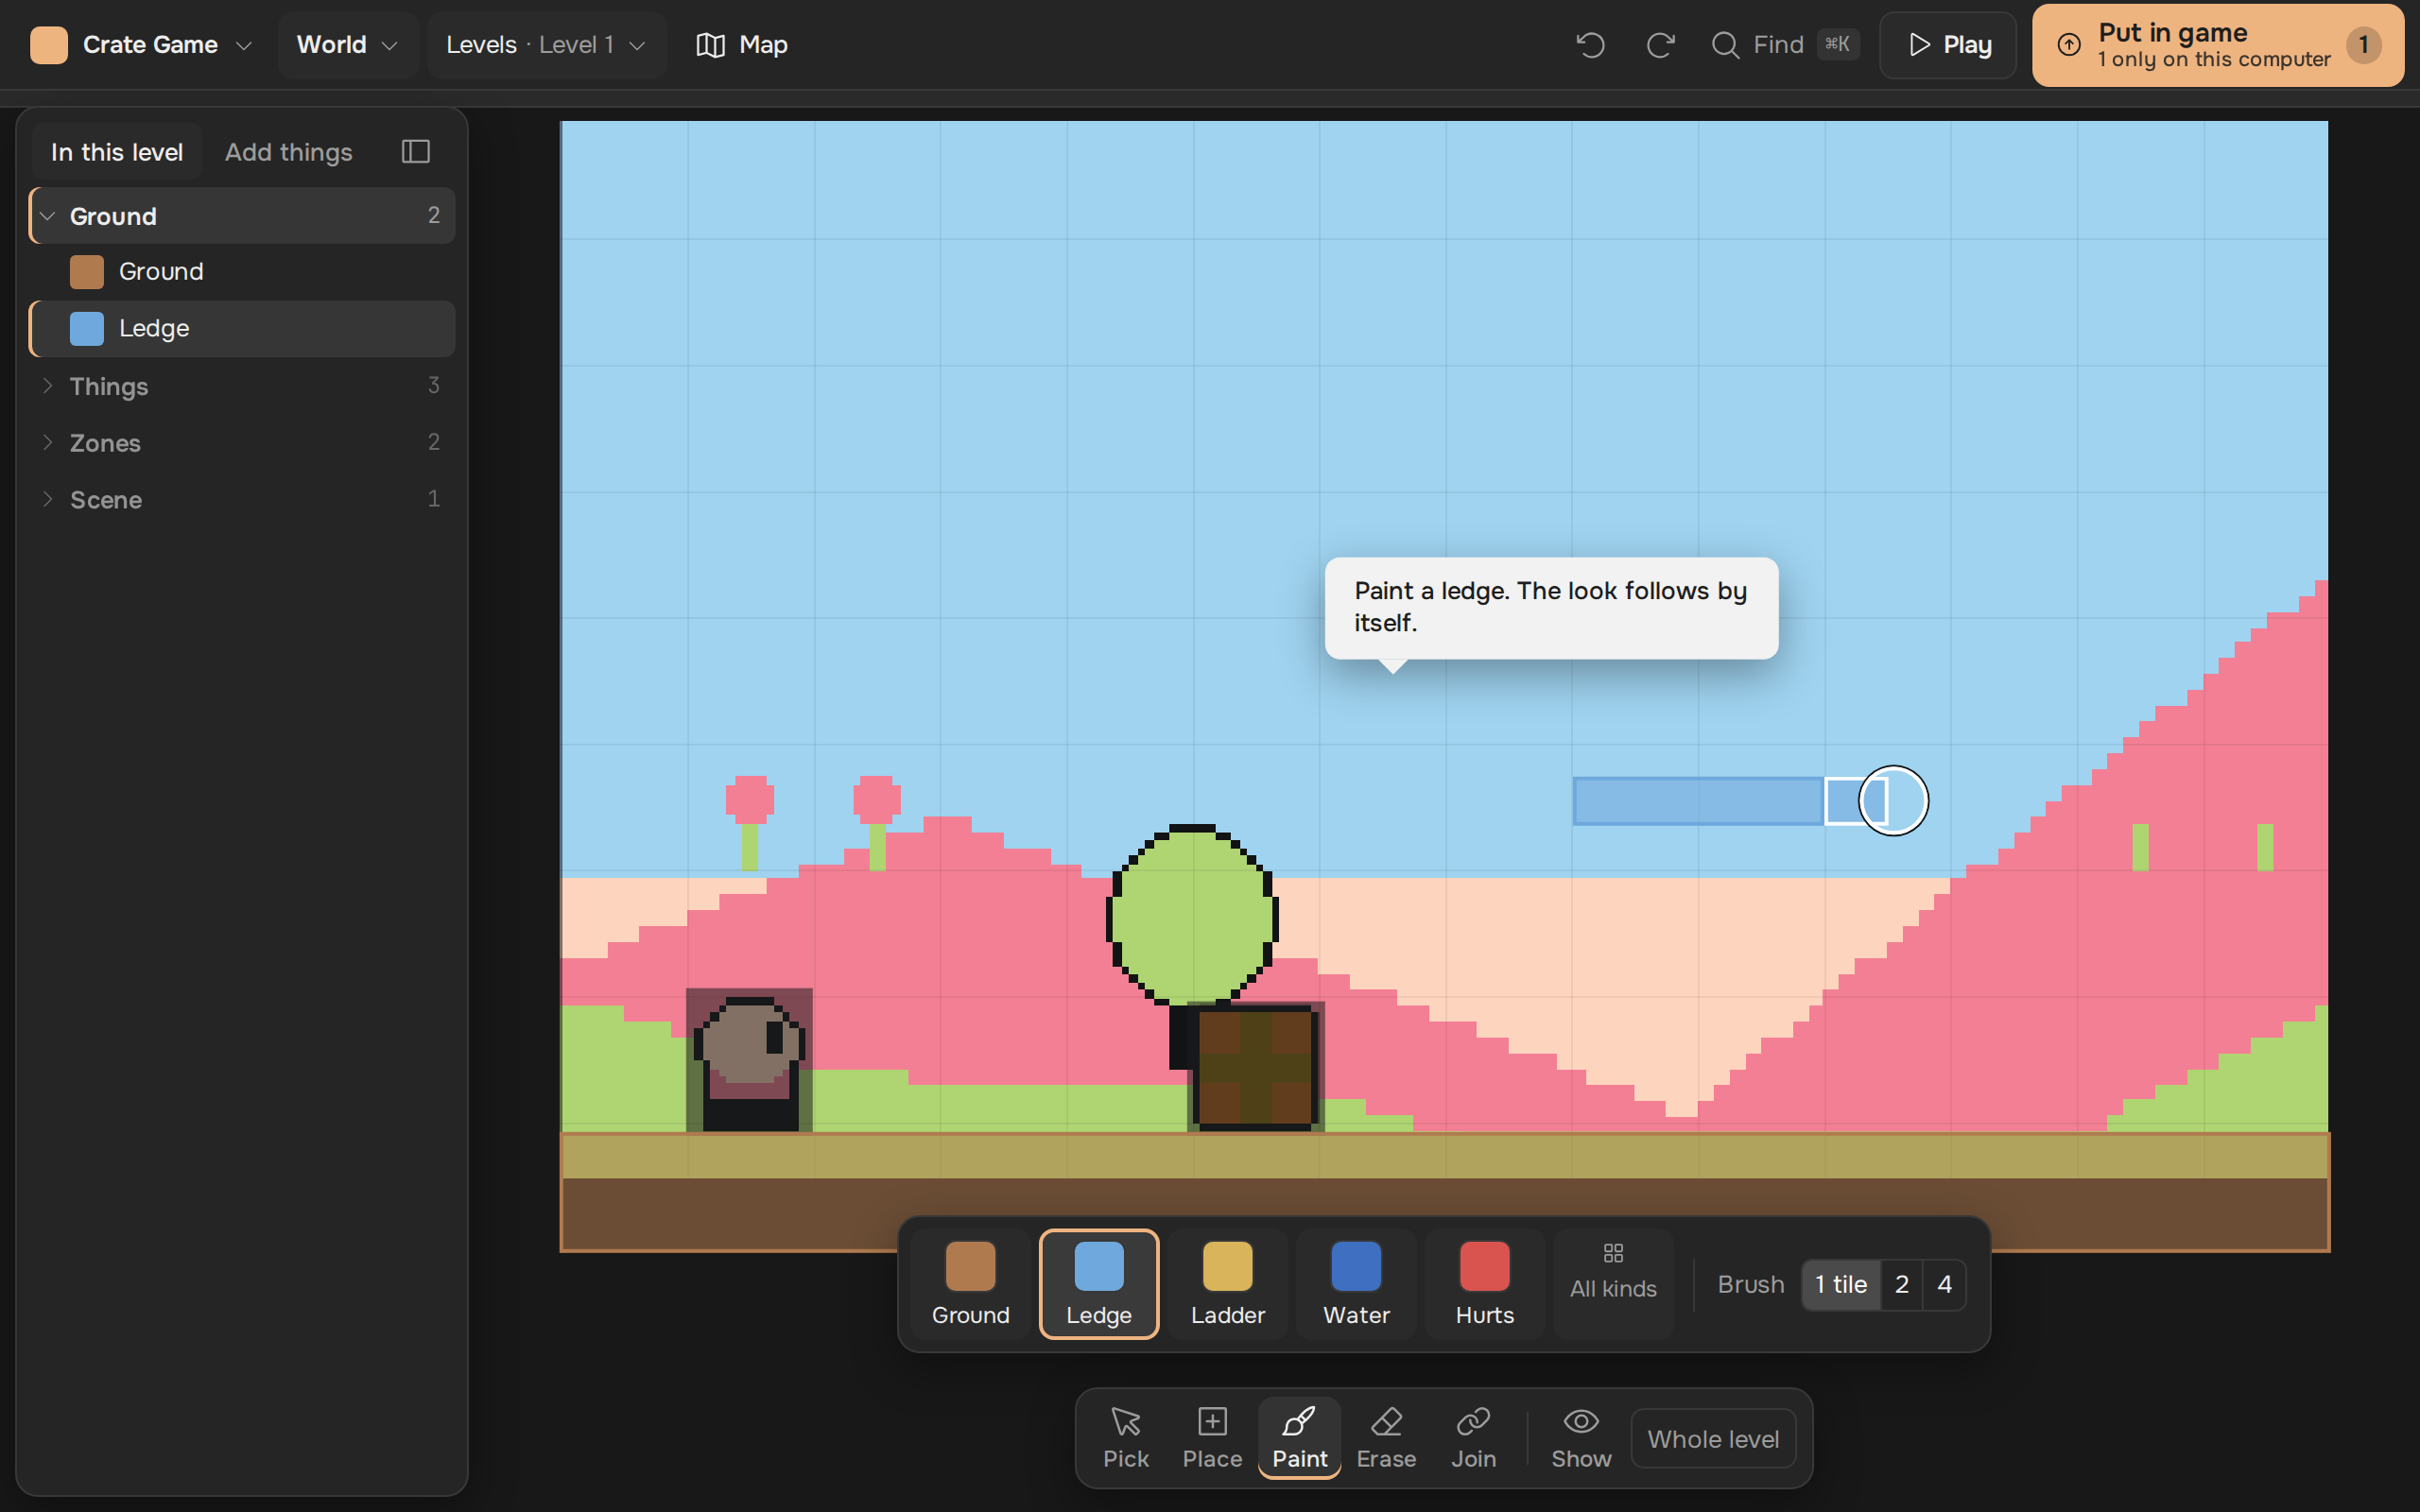 Crate Game
World
Levels · Level 1
Map
Find ⌘K
Play
Put in game
1 only on this computer
1
In this level
Add things
Ground 2
Ground
Ledge
Things 3
Zones 2
Scene 1
Paint a ledge. The look follows by
itself.
Ground
Ledge
Ladder
Water
Hurts
All kinds
Brush
1 tile
2
4
Pick
Place
Paint
Erase
Join
Show
Whole level